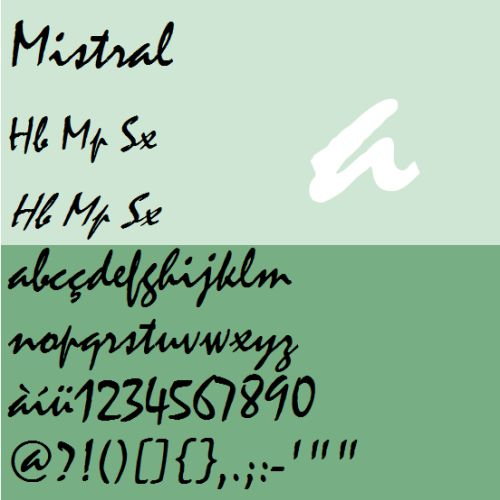 Mistral
Hb Mp Sx
a
Hb Mp Sx
abcçdefghijklm
nopqrstuvwxyz
àíü1234567890
@?!()[]{},.;:-'""